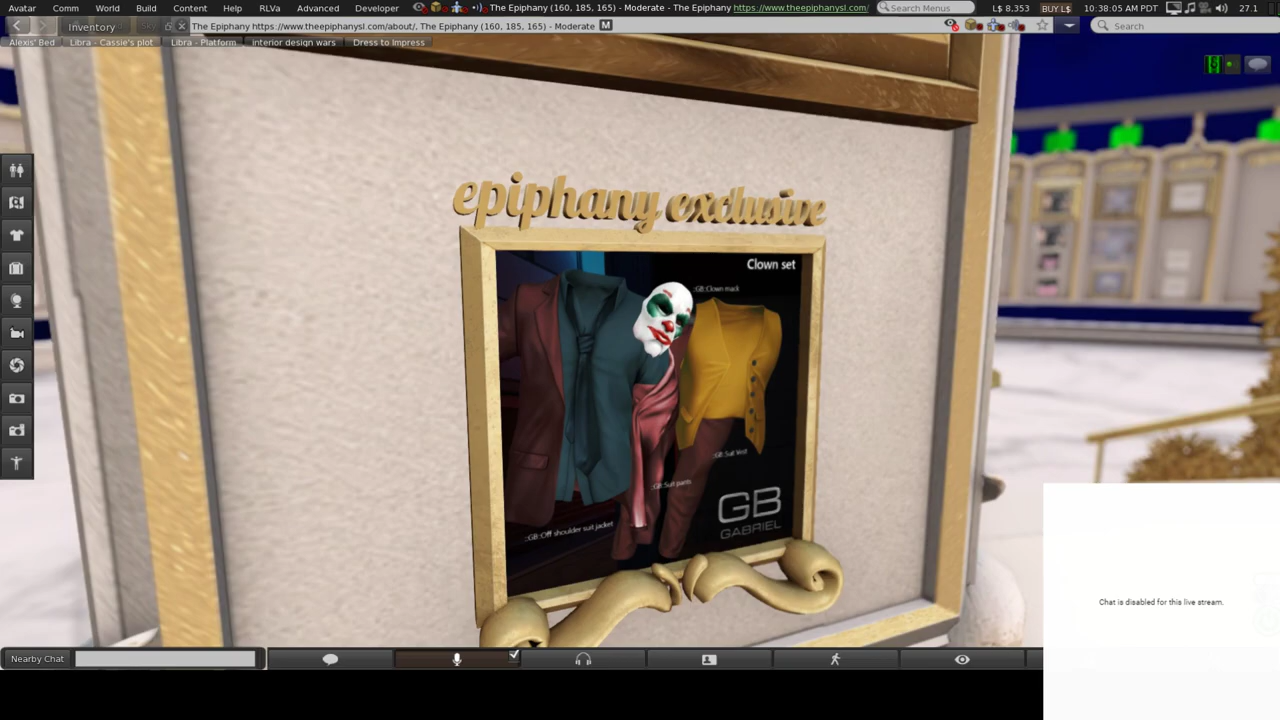 Avatar Comm World Build Content Help RLVa Advanced Developer
The Epiphany (160, 185, 165) - Moderate - The Epiphany https://www.theepiphanysl.com/
Search Menus
L$ 8,353 BUY L$ 10:38:05 AM PDT 27.1
Inventory
The Epiphany https://www.theepiphanysl.com/about/, The Epiphany (160, 185, 165) - Moderate M
Search
Alexis' Bed Libra - Cassie's plot Libra - Platform interior design wars Dress to Impress
epiphany exclusive
Clown set
::GB:Clown mack
::GB:Suit Vest
::GB:Suit pants
::GB:Off shoulder suit jacket
GB
GABRIEL
Chat is disabled for this live stream.
Nearby Chat